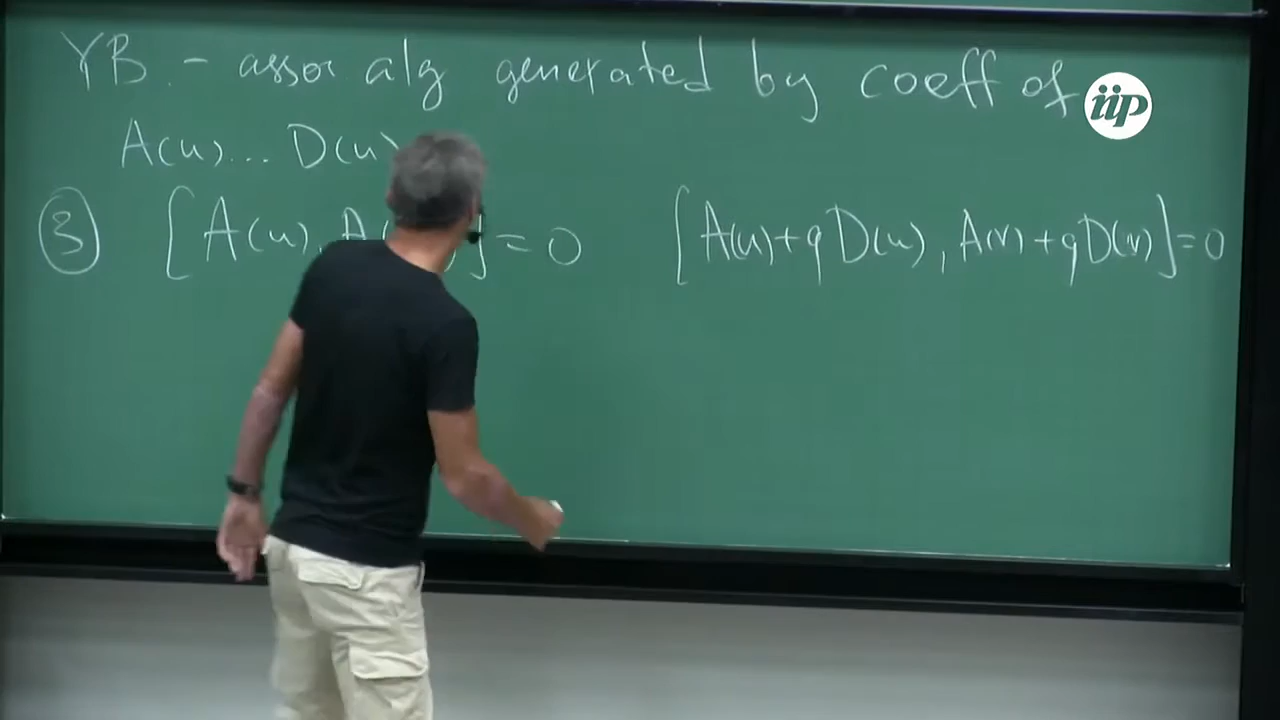 YB. - assoc alg generated by coeff of
iip
A(u)... D(u)
③ [A(u), A( ] = 0 [A(u)+qD(u), A(v)+qD(v)]=0